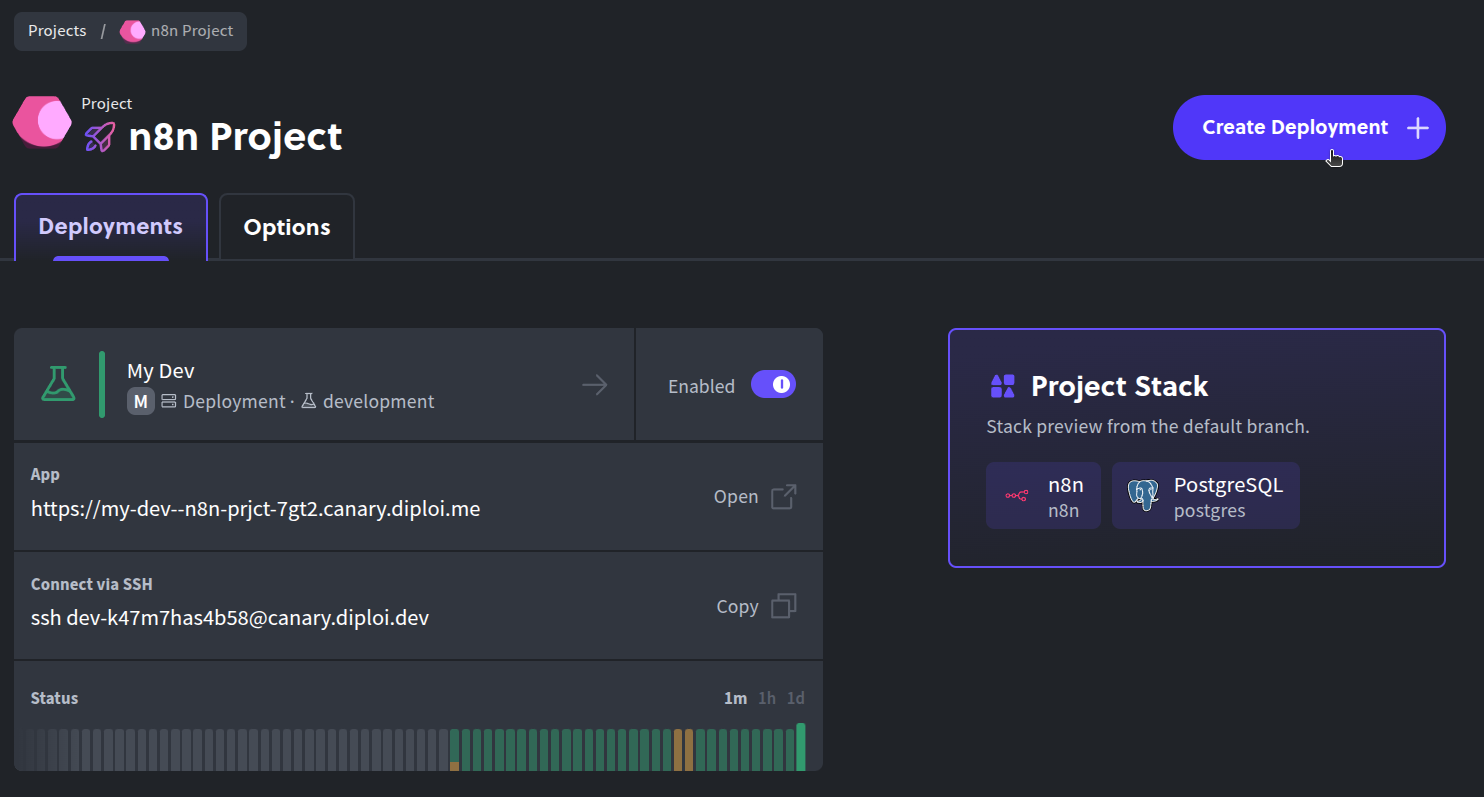 Projects / n8n Project
Project
n8n Project
Create Deployment
Deployments
Options
My Dev
M Deployment · development
Enabled
App
https://my-dev--n8n-prjct-7gt2.canary.diploi.me
Open
Connect via SSH
ssh dev-k47m7has4b58@canary.diploi.dev
Copy
Status
1m 1h 1d
Project Stack
Stack preview from the default branch.
n8n
n8n
PostgreSQL
postgres